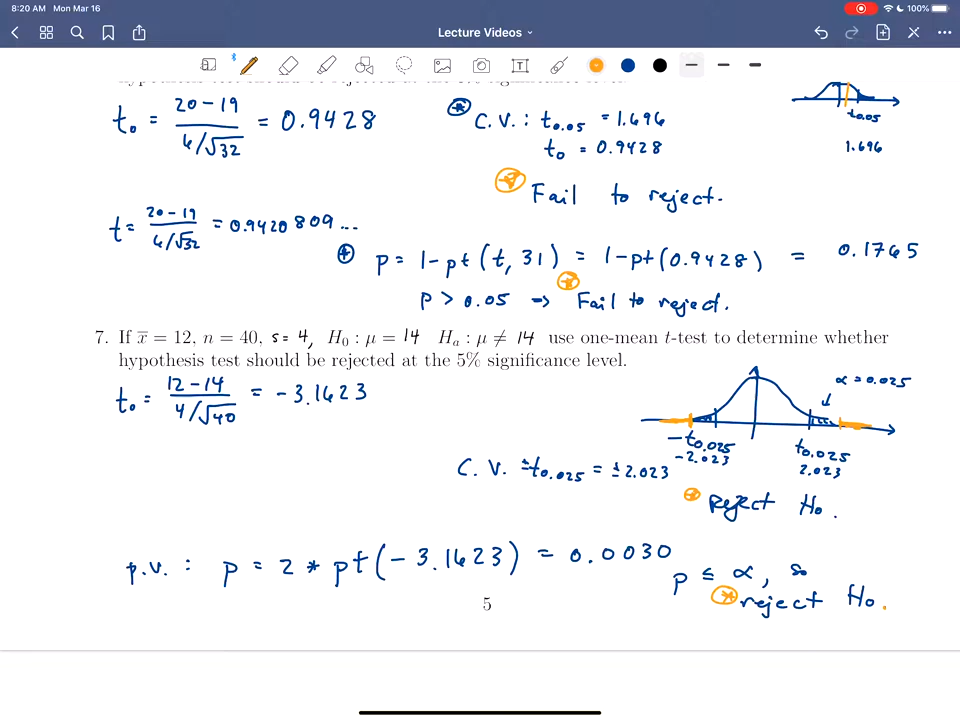 8:20 AM Mon Mar 16
100%
Lecture Videos
t₀ = (20 - 19) / (6/√32) = 0.9428
* C.V. : t₀.₀₅ = 1.696
t₀ = 0.9428
t₀.₀₅
1.696
* Fail to reject.
t = (20 - 19) / (6/√32) = 0.9420809...
* p = 1 - pt(t, 31) = 1 - pt(0.9428) = 0.1765
p > 0.05 => * Fail to reject.
7. If x̄ = 12, n = 40, s = 4, H₀ : μ = 14 Hₐ : μ ≠ 14 use one-mean t-test to determine whether
hypothesis test should be rejected at the 5% significance level.
t₀ = (12 - 14) / (4/√40) = -3.1623
α = 0.025
-t₀.₀₂₅
-2.023
t₀.₀₂₅
2.023
C.V. ±t₀.₀₂₅ = ±2.023
* Reject H₀.
p.v. : p = 2 * pt(-3.1623) = 0.0030
p ≤ α, so
* reject H₀.
5